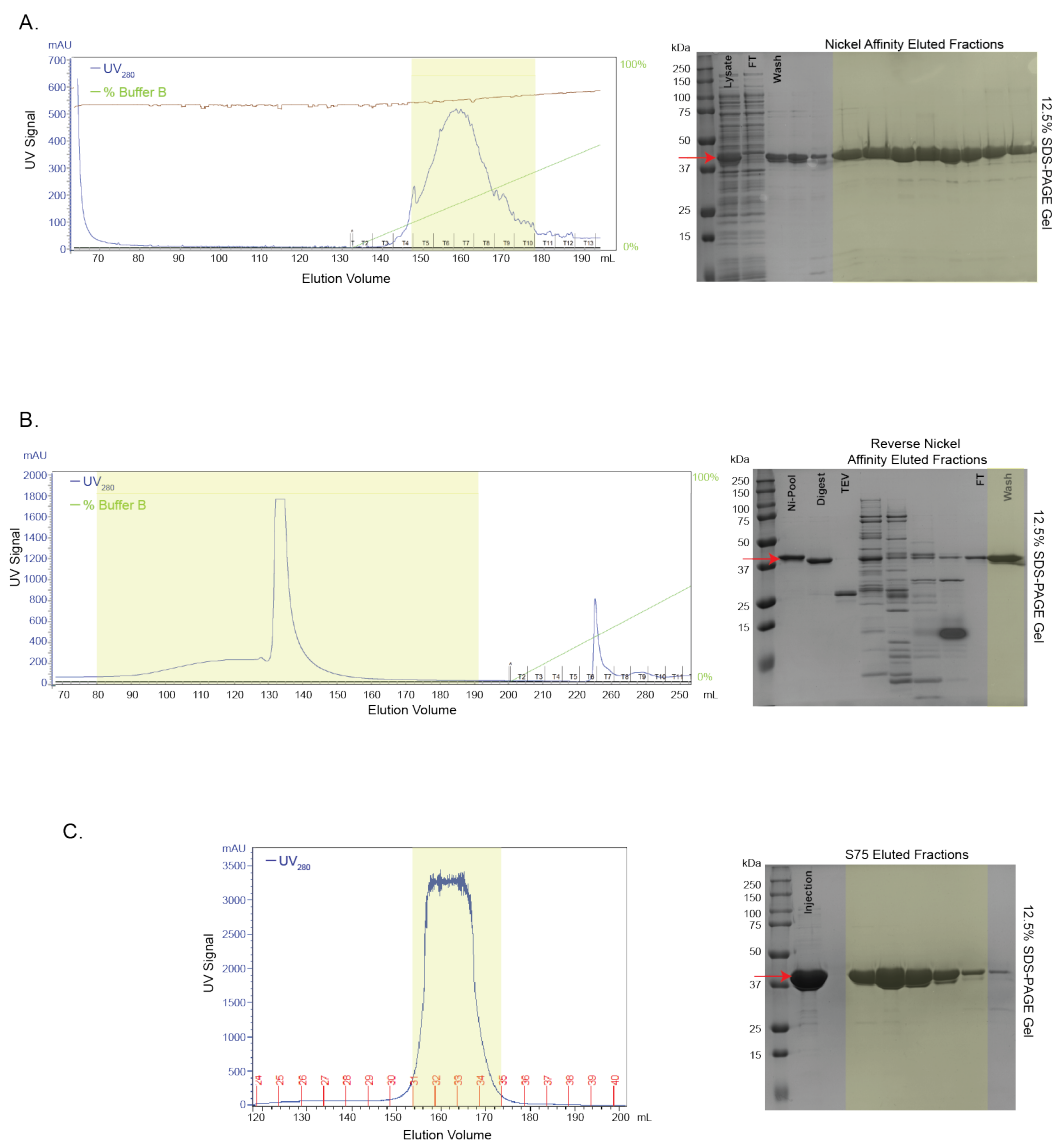 A.
mAU
700
600
500
400
300
200
100
0
UV Signal
UV280
% Buffer B
100%
0%
T T2 T3 T4 T5 T6 T7 T8 T9 T10 T11 T12 T13
70 80 90 100 110 120 130 140 150 160 170 180 190 mL
Elution Volume
Nickel Affinity Eluted Fractions
kDa
250
150
100
75
50
37
25
15
Lysate
FT
Wash
12.5% SDS-PAGE Gel
B.
mAU
2000
1800
1600
1400
1200
1000
800
600
400
200
0
UV Signal
UV280
% Buffer B
100%
0%
A
T2 T3 T4 T5 T6 T7 T8 T9 T10 T11
70 80 90 100 110 120 130 140 150 160 170 180 190 200 210 220 230 280 290 250 mL
Elution Volume
Reverse Nickel
Affinity Eluted Fractions
kDa
250
150
100
75
50
37
25
15
Ni-Pool
Digest
TEV
FT
Wash
12.5% SDS-PAGE Gel
C.
mAU
3500
3000
2500
2000
1500
1000
500
0
UV Signal
UV280
24 25 26 27 28 29 30 31 32 33 34 35 36 37 38 39 40
120 130 140 150 160 170 180 190 200 mL
Elution Volume
S75 Eluted Fractions
kDa
250
150
100
75
50
37
25
15
Injection
12.5% SDS-PAGE Gel